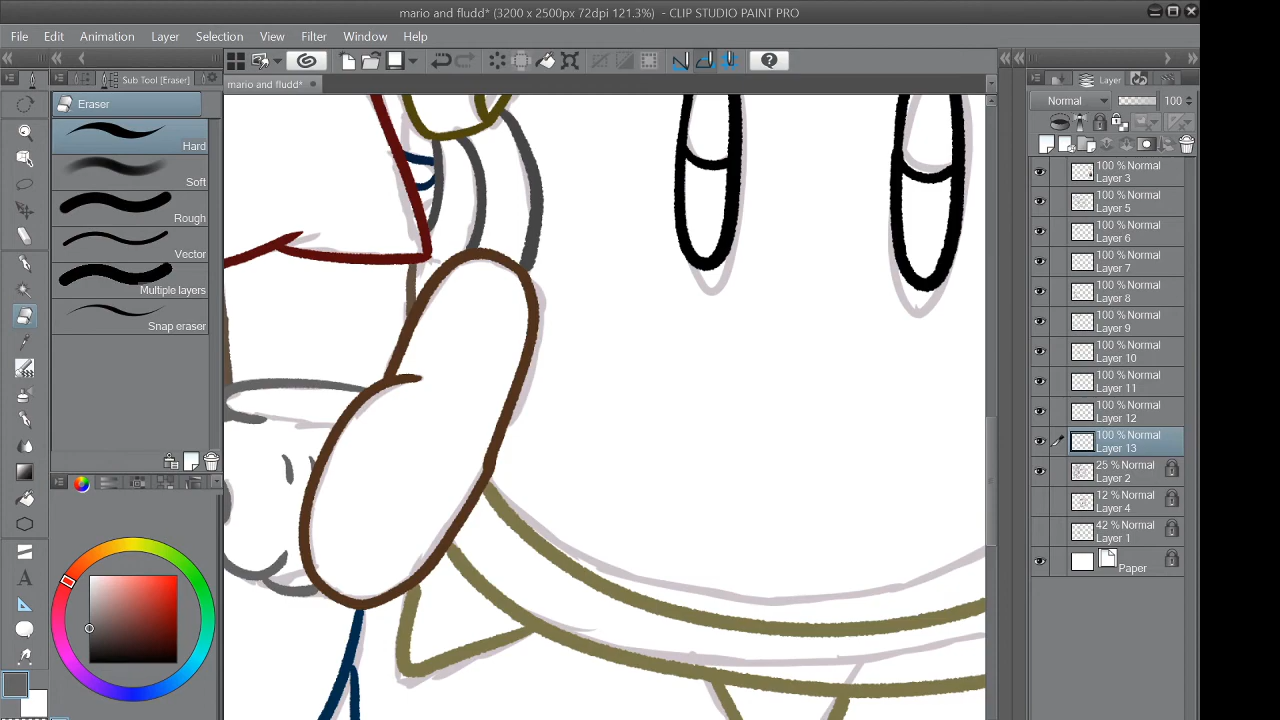 mario and fludd* (3200 x 2500px 72dpi 121.3%)  - CLIP STUDIO PAINT PRO
File Edit Animation Layer Selection View Filter Window Help
Sub Tool [Eraser]
mario and fludd*
Layer
Eraser
Normal 100
Hard
Soft
Rough
Vector
Multiple layers
Snap eraser
100 % Normal
Layer 3
100 % Normal
Layer 5
100 % Normal
Layer 6
100 % Normal
Layer 7
100 % Normal
Layer 8
100 % Normal
Layer 9
100 % Normal
Layer 10
100 % Normal
Layer 11
100 % Normal
Layer 12
100 % Normal
Layer 13
25 % Normal
Layer 2
12 % Normal
Layer 4
42 % Normal
Layer 1
Paper